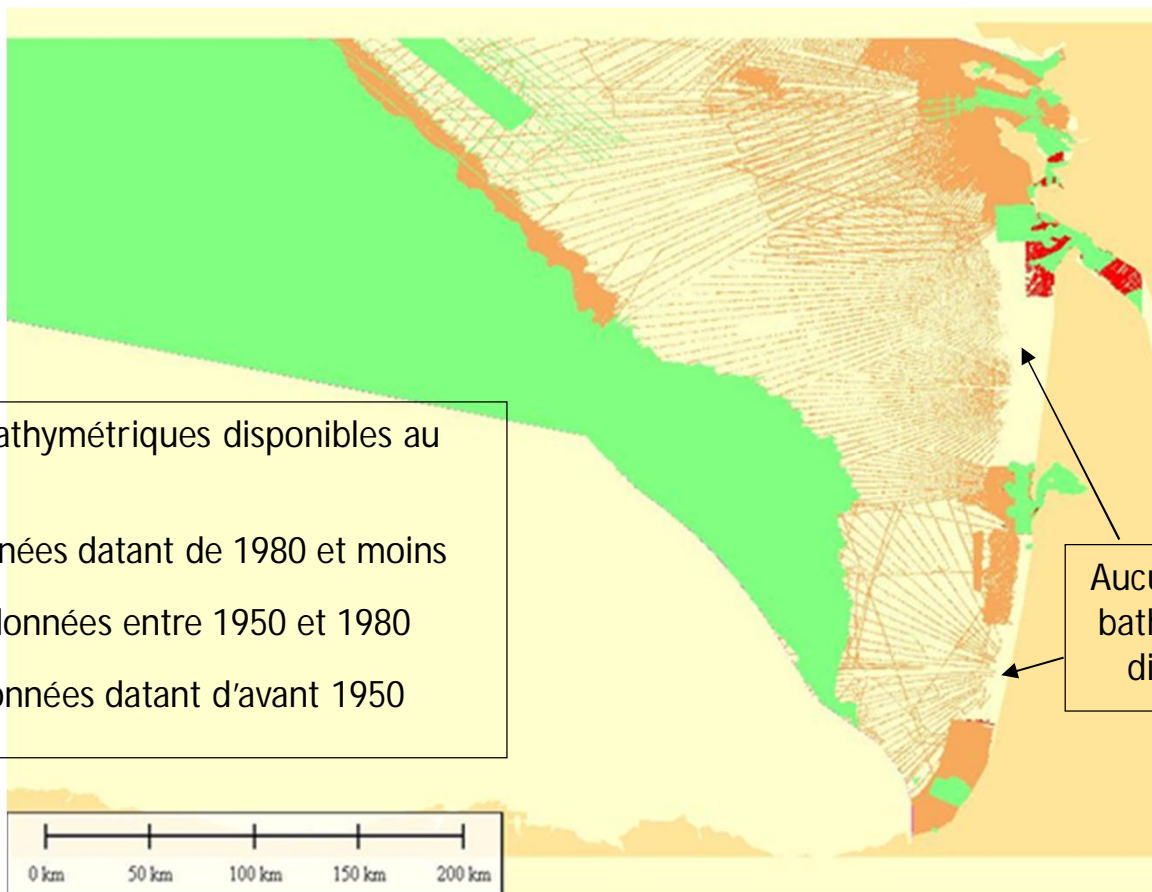 athymétriques disponibles au
nées datant de 1980 et moins
onnées entre 1950 et 1980
nnées datant d'avant 1950
Aucu
bath
di
0 km 50 km 100 km 150 km 200 km